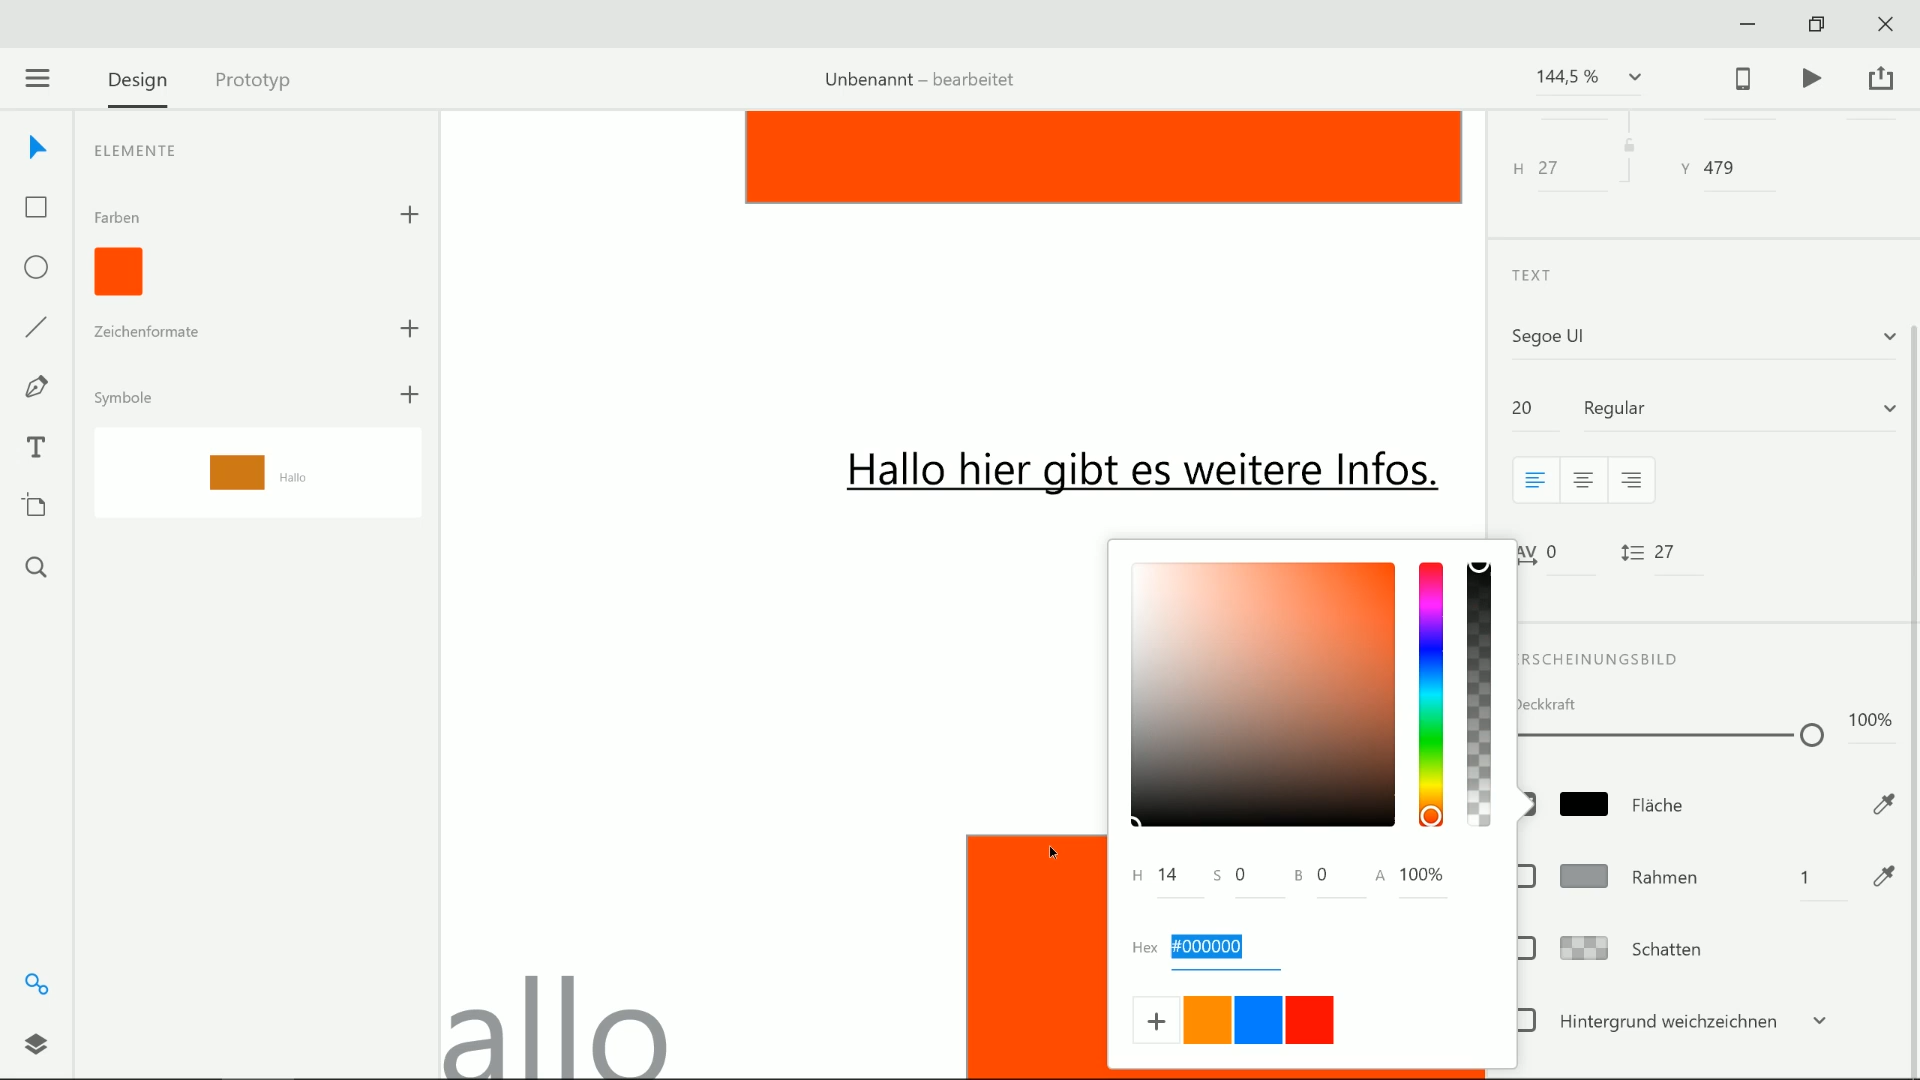 Design
Prototyp
Unbenannt – bearbeitet
144,5 %
ELEMENTE
Farben
Zeichenformate
Symbole
Hallo
Hallo hier gibt es weitere Infos.
allo
H 27
Y 479
TEXT
Segoe UI
20
Regular
AV 0
27
RSCHEINUNGSBILD
Deckkraft
100%
Fläche
Rahmen
1
Schatten
Hintergrund weichzeichnen
H 14 S 0 B 0 A 100%
Hex #000000